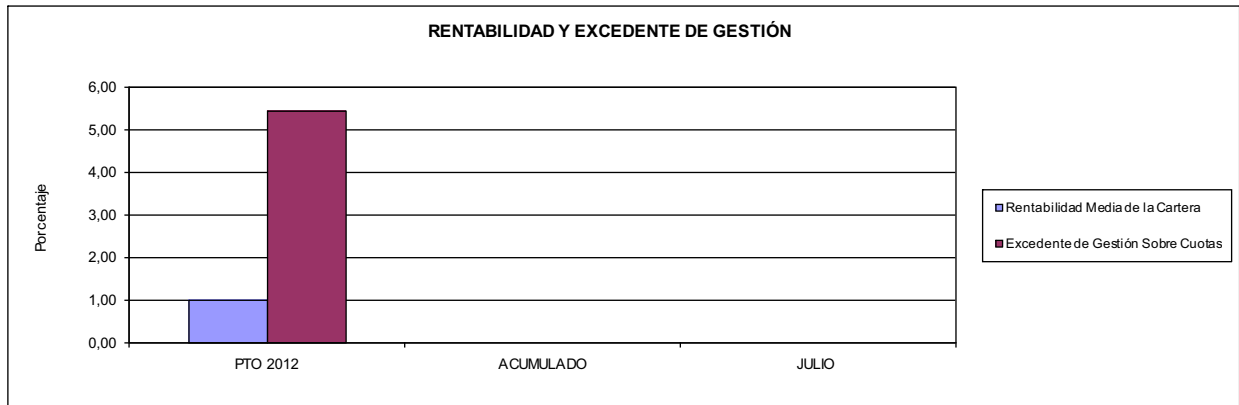 RENTABILIDAD Y EXCEDENTE DE GESTIÓN
6,00
5,00
4,00
3,00
2,00
1,00
0,00
Porcentaje
PTO 2012 ACUMULADO JULIO
Rentabilidad Media de la Cartera
Excedente de Gestión Sobre Cuotas